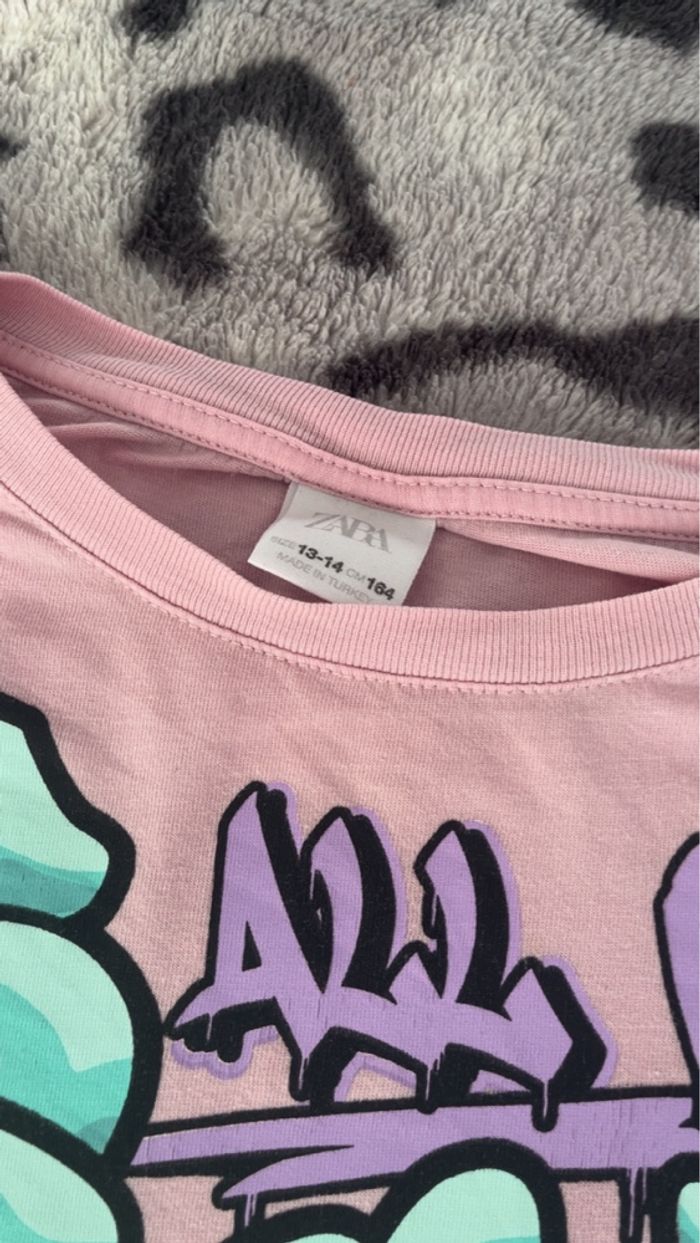 ZARA
SIZE 13-14 CM 164
MADE IN TURKEY
ALL